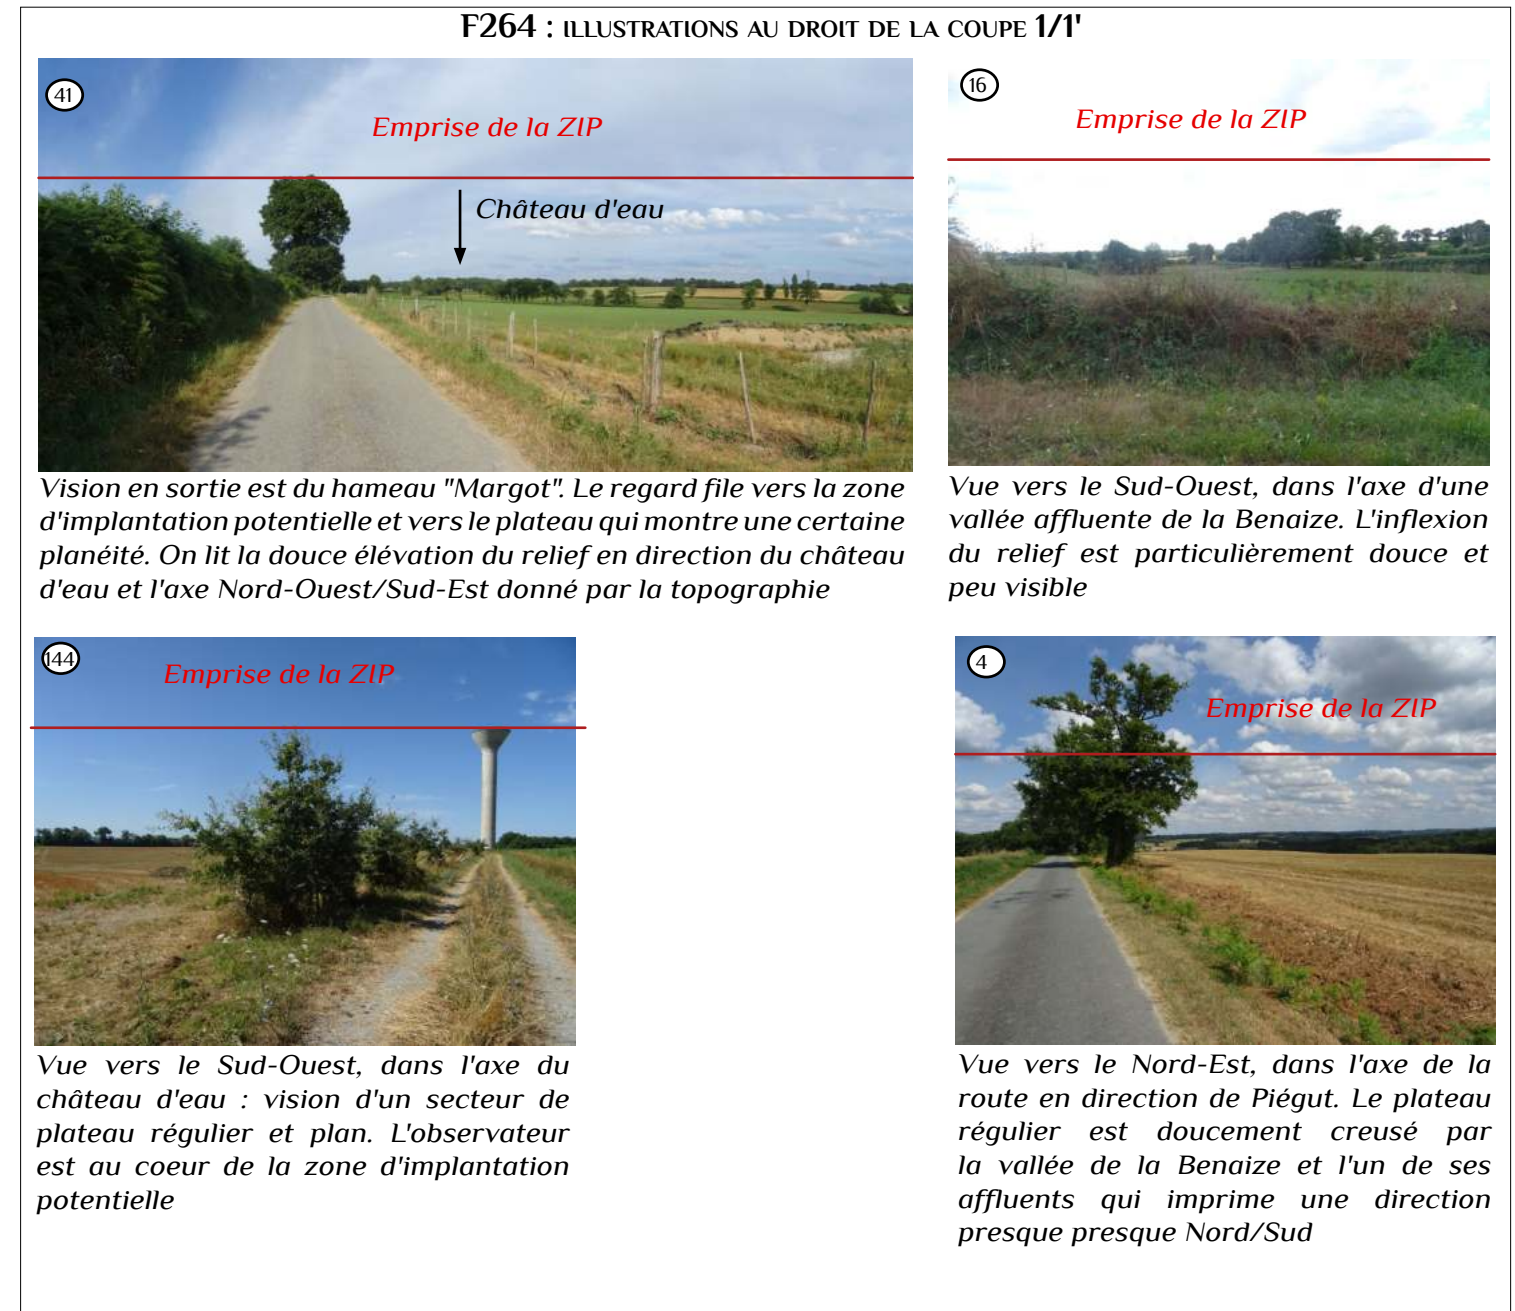 F264 : ILLUSTRATIONS AU DROIT DE LA COUPE 1/1'
41
Emprise de la ZIP
Château d'eau
Vision en sortie est du hameau "Margot". Le regard file vers la zone
d'implantation potentielle et vers le plateau qui montre une certaine
planéité. On lit la douce élévation du relief en direction du château
d'eau et l'axe Nord-Ouest/Sud-Est donné par la topographie
16
Emprise de la ZIP
Vue vers le Sud-Ouest, dans l'axe d'une
vallée affluente de la Benaize. L'inflexion
du relief est particulièrement douce et
peu visible
144
Emprise de la ZIP
Vue vers le Sud-Ouest, dans l'axe du
château d'eau : vision d'un secteur de
plateau régulier et plan. L'observateur
est au coeur de la zone d'implantation
potentielle
4
Emprise de la ZIP
Vue vers le Nord-Est, dans l'axe de la
route en direction de Piégut. Le plateau
régulier est doucement creusé par
la vallée de la Benaize et l'un de ses
affluents qui imprime une direction
presque presque Nord/Sud